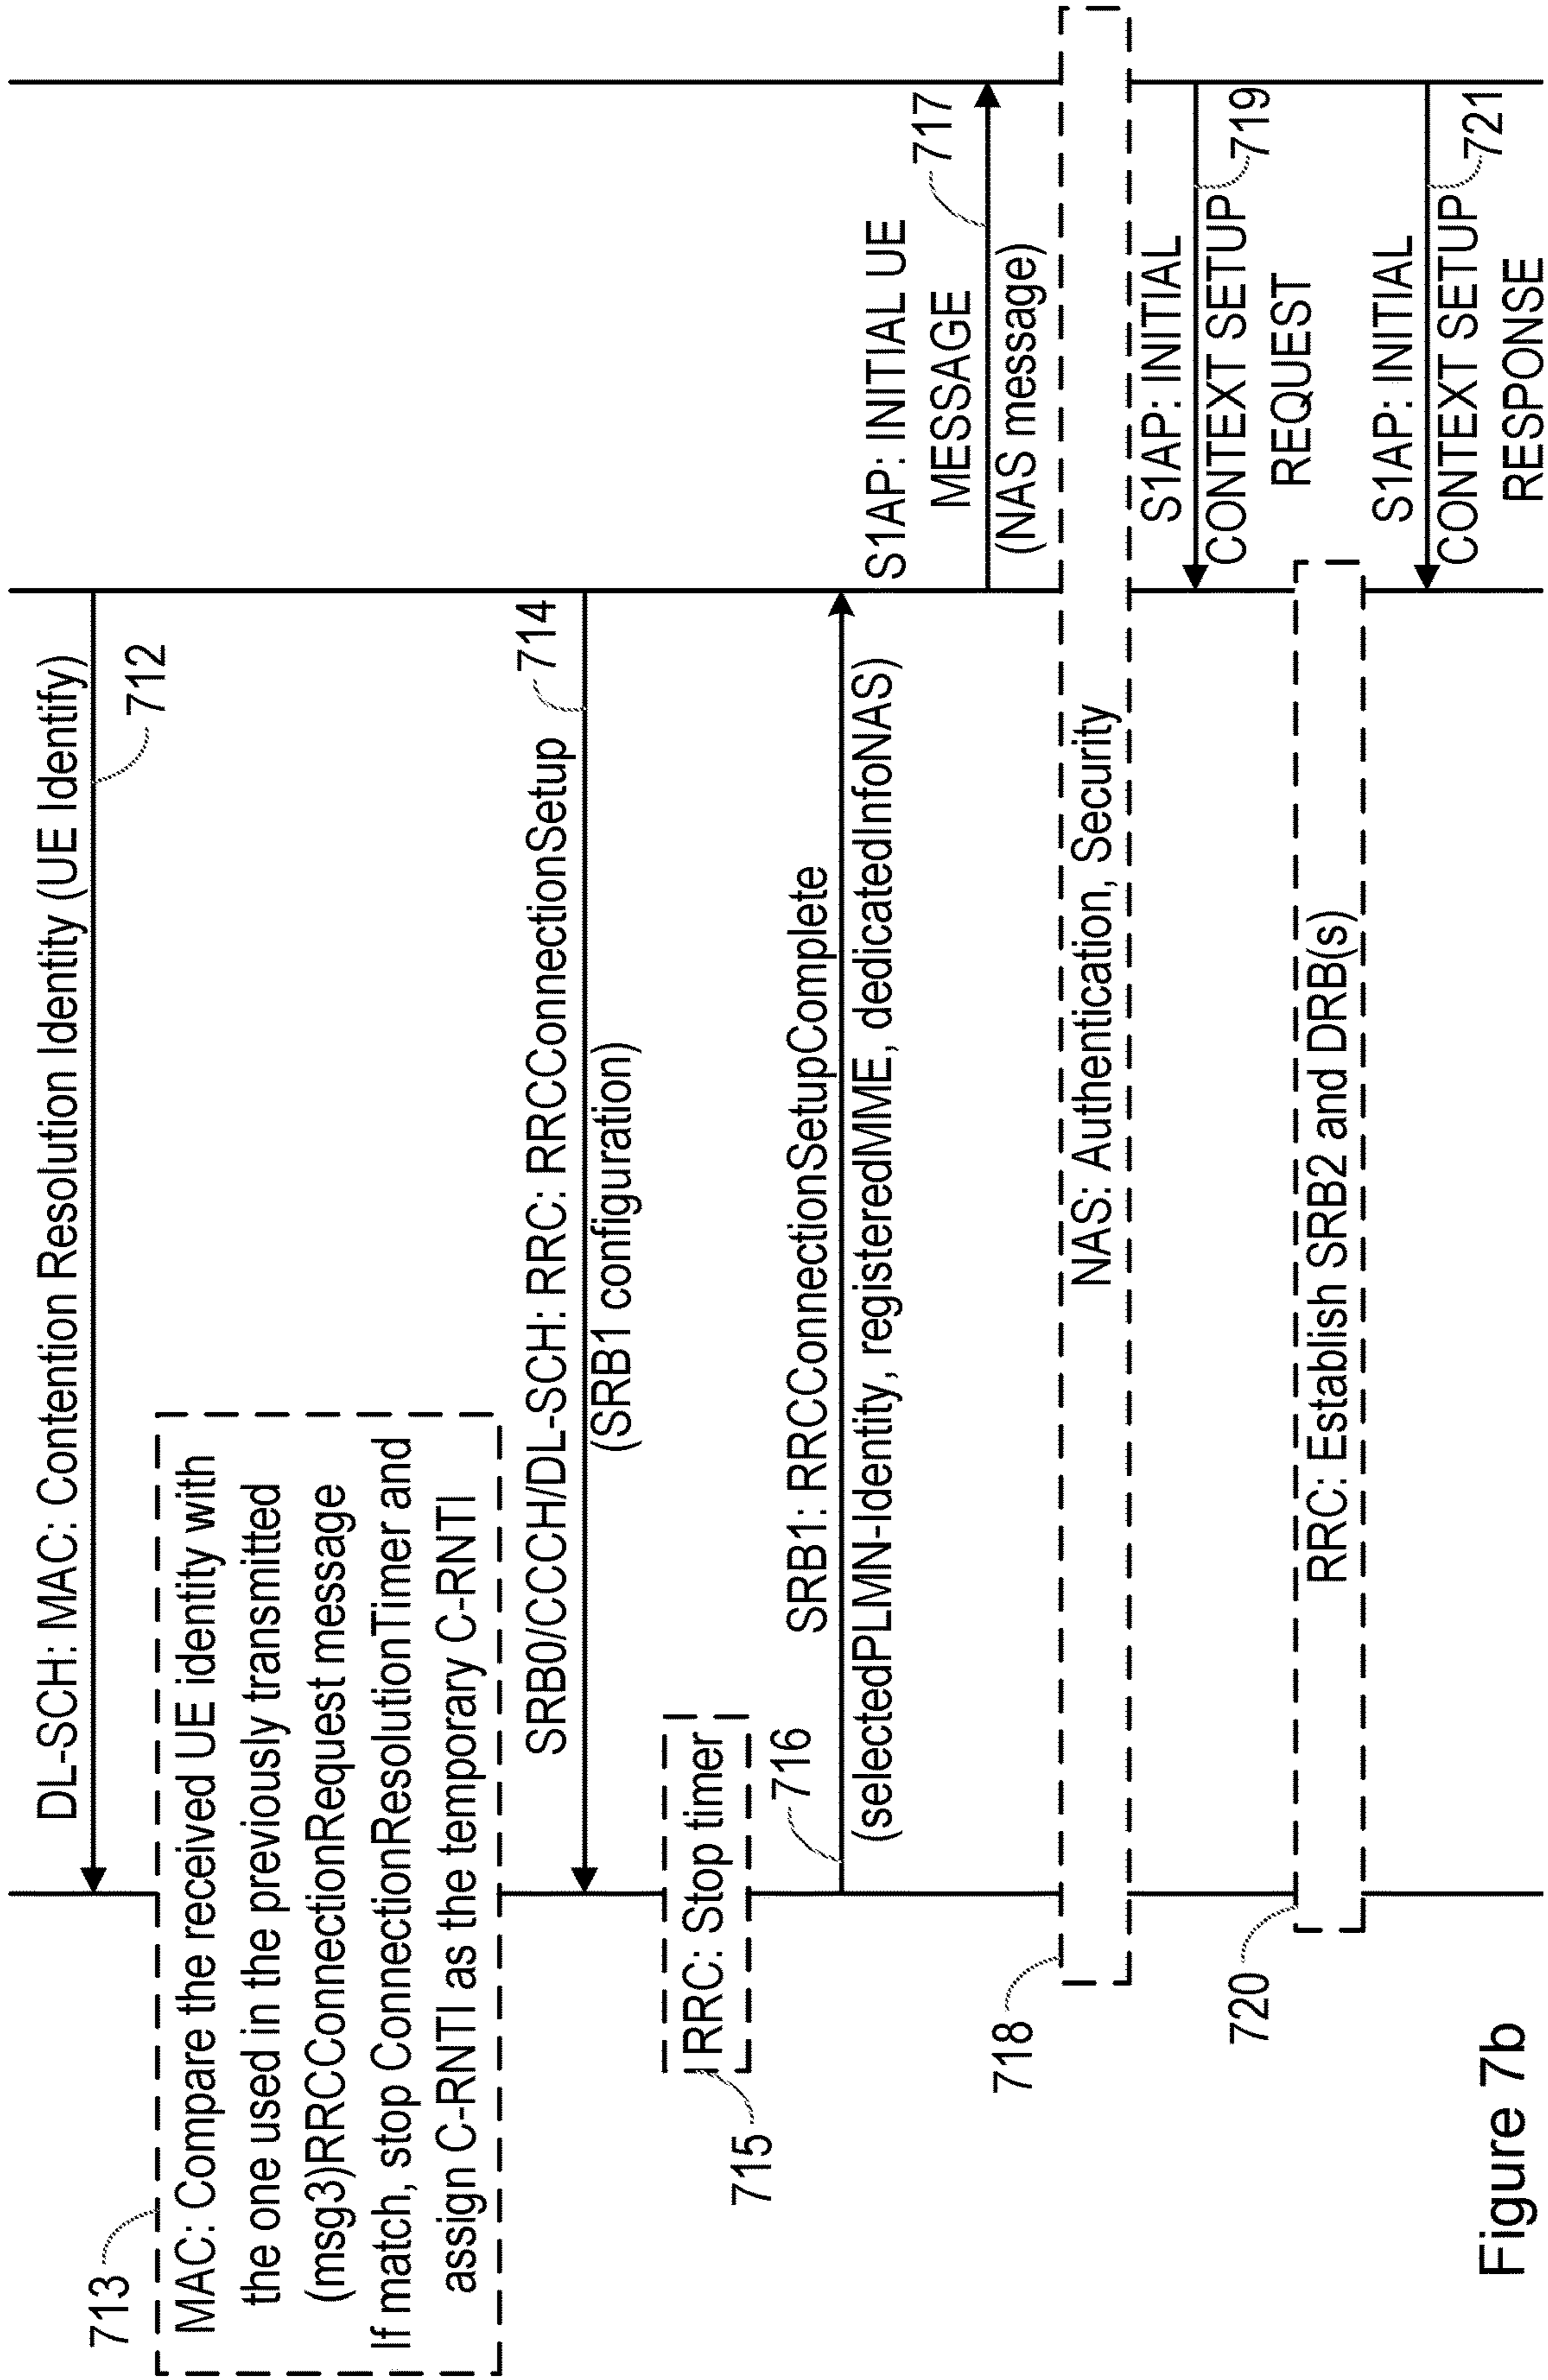 DL-SCH: MAC: Contention Resolution Identity (UE Identify)
712
713
MAC: Compare the received UE identity with
the one used in the previously transmitted
(msg3)RRCConnectionRequest message
If match, stop ConnectionResolutionTimer and
assign C-RNTI as the temporary C-RNTI
714
SRB0/CCCH/DL-SCH: RRC: RRCConnectionSetup
(SRB1 configuration)
715
RRC: Stop timer
716
SRB1: RRCConnectionSetupComplete
(selectedPLMN-Identity, registeredMME, dedicatedInfoNAS)
S1AP: INITIAL UE
MESSAGE
(NAS message)
717
718
NAS: Authentication, Security
S1AP: INITIAL
CONTEXT SETUP
REQUEST
719
720
RRC: Establish SRB2 and DRB(s)
S1AP: INITIAL
CONTEXT SETUP
RESPONSE
721
Figure 7b